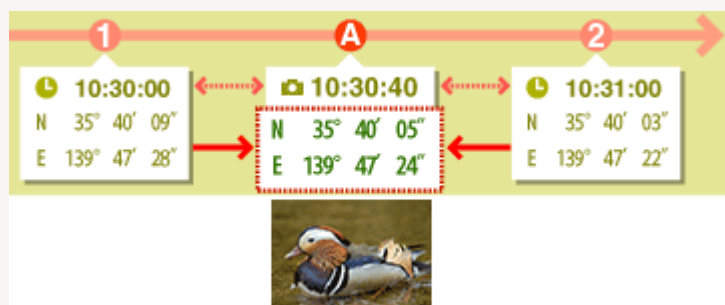 1
A
2
10:30:00
N 35° 40′ 09″
E 139° 47′ 28″
10:30:40
N 35° 40′ 05″
E 139° 47′ 24″
10:31:00
N 35° 40′ 03″
E 139° 47′ 22″